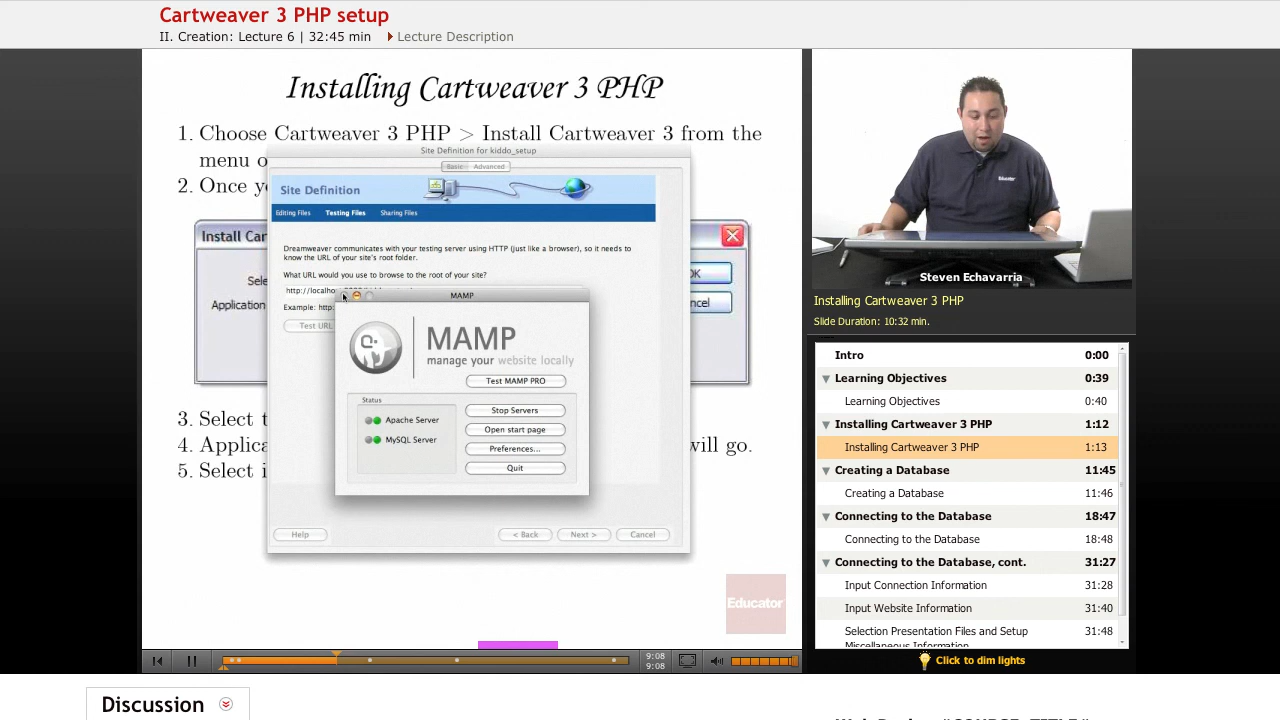 Cartweaver 3 PHP setup
II. Creation: Lecture 6 | 32:45 min
Lecture Description
Installing Cartweaver 3 PHP
1. Choose Cartweaver 3 PHP > Install Cartweaver 3 from the
menu
2. Once
Install
Application
OK
3. Select
4.
will go.
5. Select
Educator
Site Definition for kiddo_setup
Basic
Advanced
Site Definition
Editing Files
Testing Files
Sharing Files
Dreamweaver communicates with your testing server using HTTP (just like a browser), so it needs to
know the URL of your site's root folder.
What URL would you use to browse to the root of your site?
Example:
Test URL
Help
< Back
Next >
Cancel
MAMP
MAMP
manage your website locally
Test MAMP PRO
Status
Apache Server
MySQL Server
Stop Servers
Open start page
Preferences...
Quit
9:08
9:08
Educator
Steven Echavarria
Installing Cartweaver 3 PHP
Slide Duration: 10:32 min.
Intro 0:00
Learning Objectives 0:39
Learning Objectives 0:40
Installing Cartweaver 3 PHP 1:12
Installing Cartweaver 3 PHP 1:13
Creating a Database 11:45
Creating a Database 11:46
Connecting to the Database 18:47
Connecting to the Database 18:48
Connecting to the Database, cont. 31:27
Input Connection Information 31:28
Input Website Information 31:40
Selection Presentation Files and Setup 31:48
Miscellaneous Information
Click to dim lights
Discussion